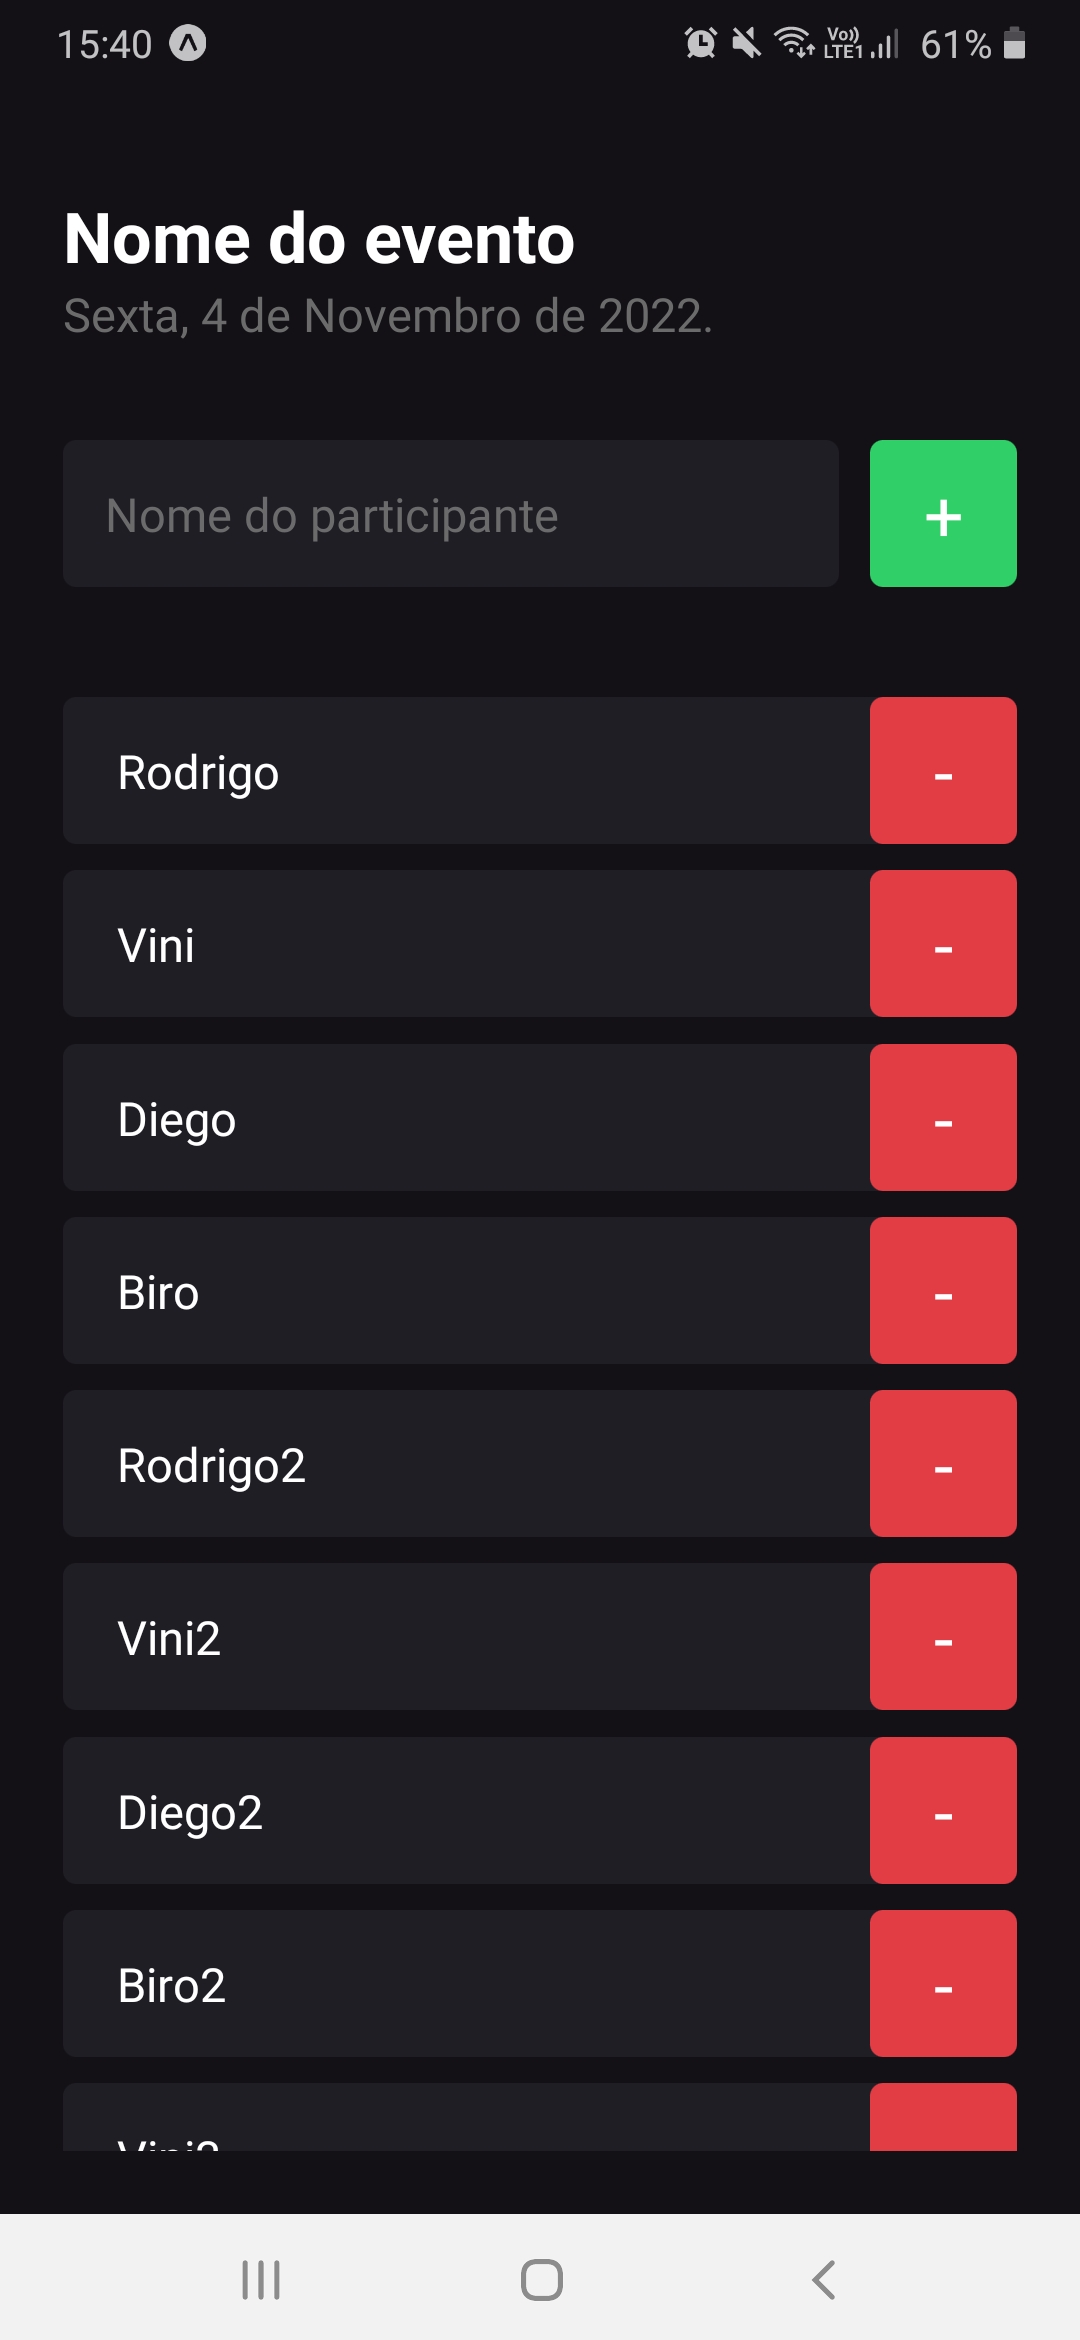 15:40
Vo)) LTE1 61%
Nome do evento
Sexta, 4 de Novembro de 2022.
Nome do participante
+
Rodrigo
-
Vini
-
Diego
-
Biro
-
Rodrigo2
-
Vini2
-
Diego2
-
Biro2
-